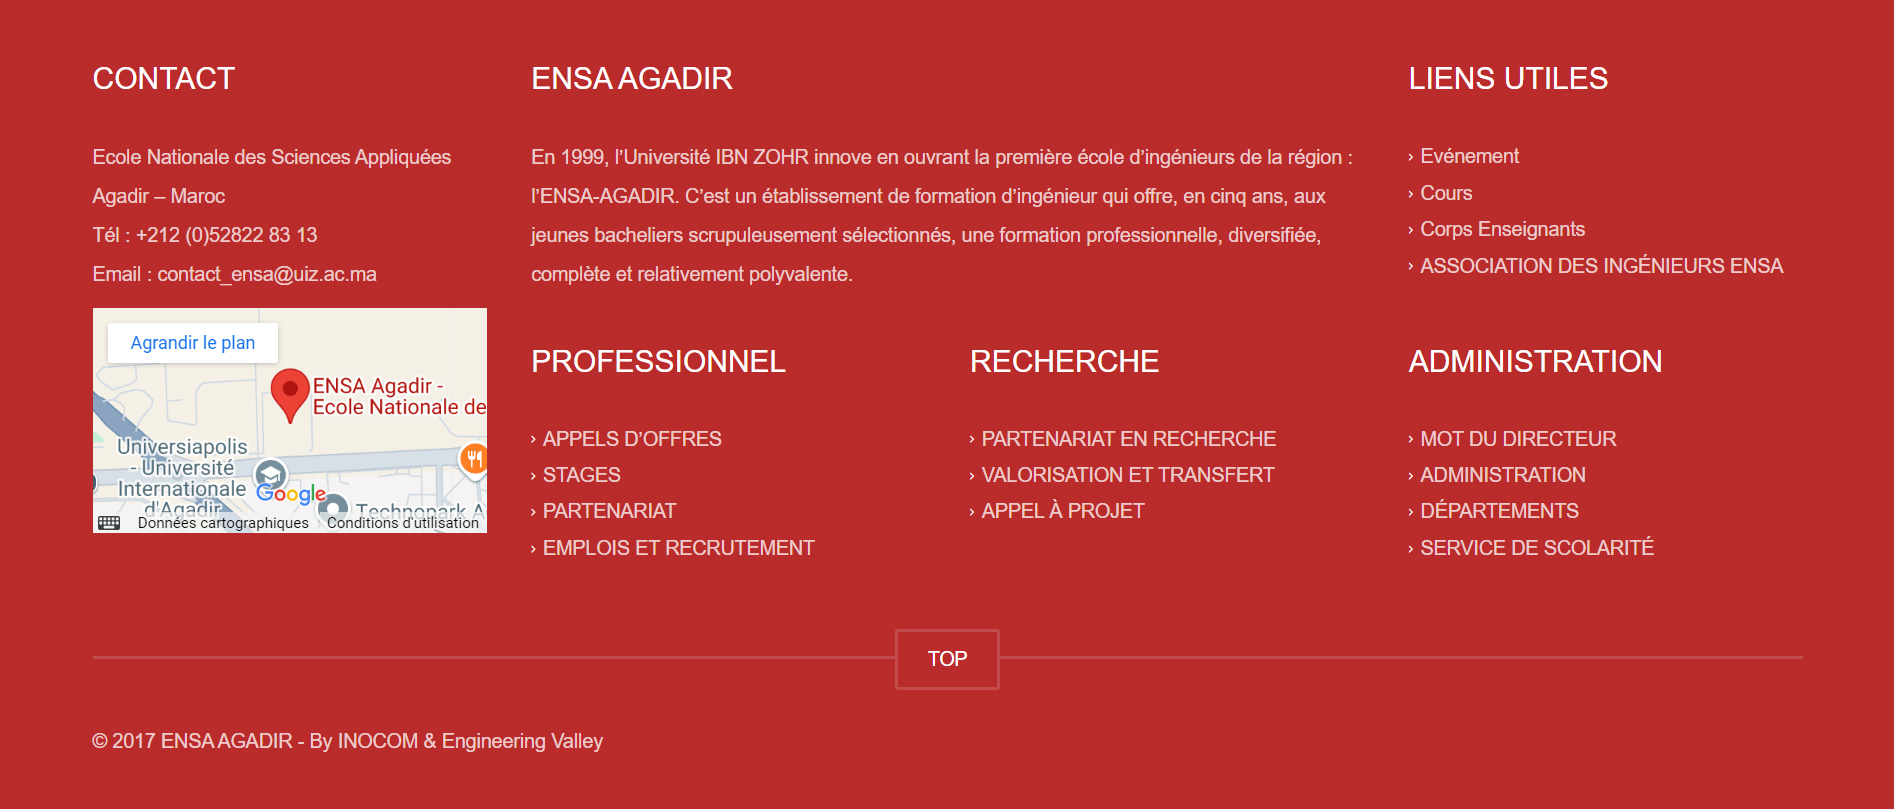 CONTACT
Ecole Nationale des Sciences Appliquées
Agadir – Maroc
Tél : +212 (0)52822 83 13
Email : contact_ensa@uiz.ac.ma
Agrandir le plan
ENSA Agadir -
Ecole Nationale de
Universiapolis
- Université
Internationale
d'Agadir
Google
Technopark A
Données cartographiques
Conditions d'utilisation
ENSA AGADIR
En 1999, l’Université IBN ZOHR innove en ouvrant la première école d’ingénieurs de la région :
l’ENSA-AGADIR. C’est un établissement de formation d’ingénieur qui offre, en cinq ans, aux
jeunes bacheliers scrupuleusement sélectionnés, une formation professionnelle, diversifiée,
complète et relativement polyvalente.
LIENS UTILES
› Evénement
› Cours
› Corps Enseignants
› ASSOCIATION DES INGÉNIEURS ENSA
PROFESSIONNEL
› APPELS D’OFFRES
› STAGES
› PARTENARIAT
› EMPLOIS ET RECRUTEMENT
RECHERCHE
› PARTENARIAT EN RECHERCHE
› VALORISATION ET TRANSFERT
› APPEL À PROJET
ADMINISTRATION
› MOT DU DIRECTEUR
› ADMINISTRATION
› DÉPARTEMENTS
› SERVICE DE SCOLARITÉ
TOP
© 2017 ENSA AGADIR - By INOCOM & Engineering Valley